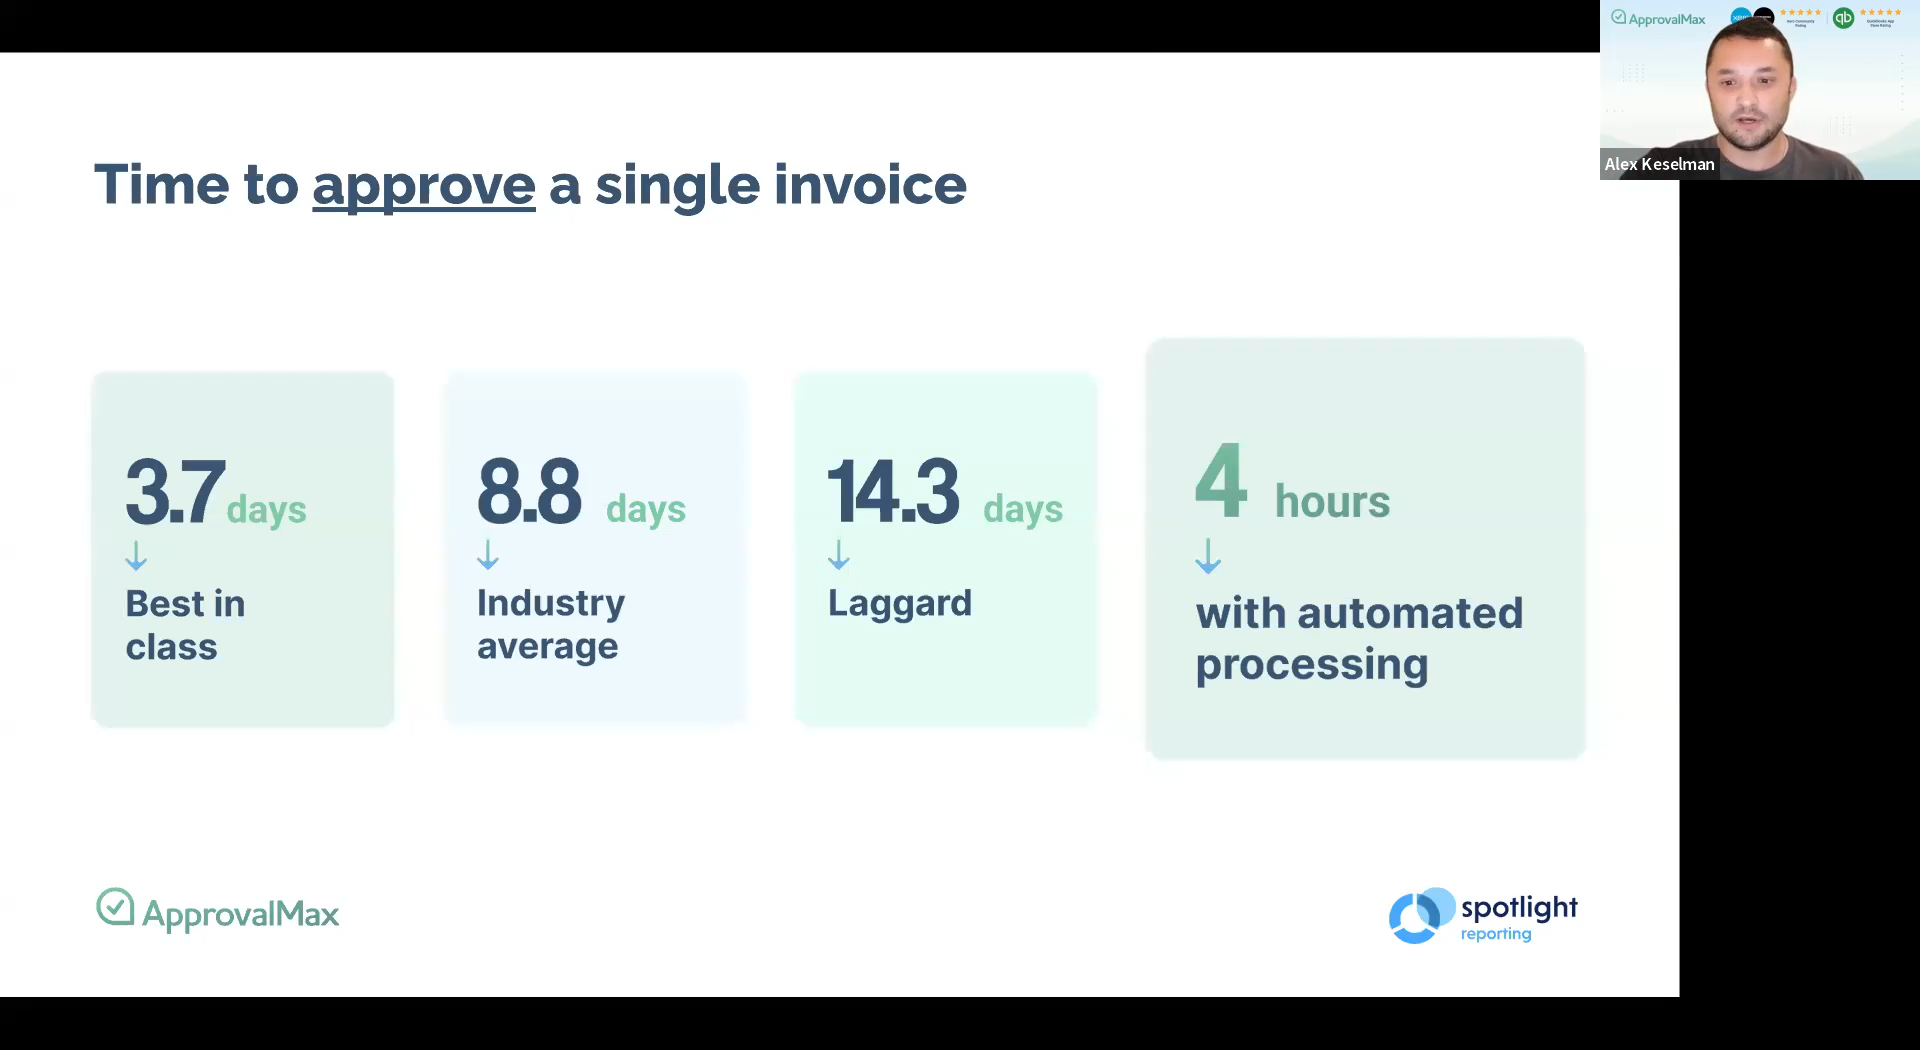 ApprovalMax
qb
Alex Keselman
Time to approve a single invoice
3.7 days
Best in
class
8.8 days
Industry
average
14.3 days
Laggard
4 hours
with automated
processing
ApprovalMax
spotlight
reporting